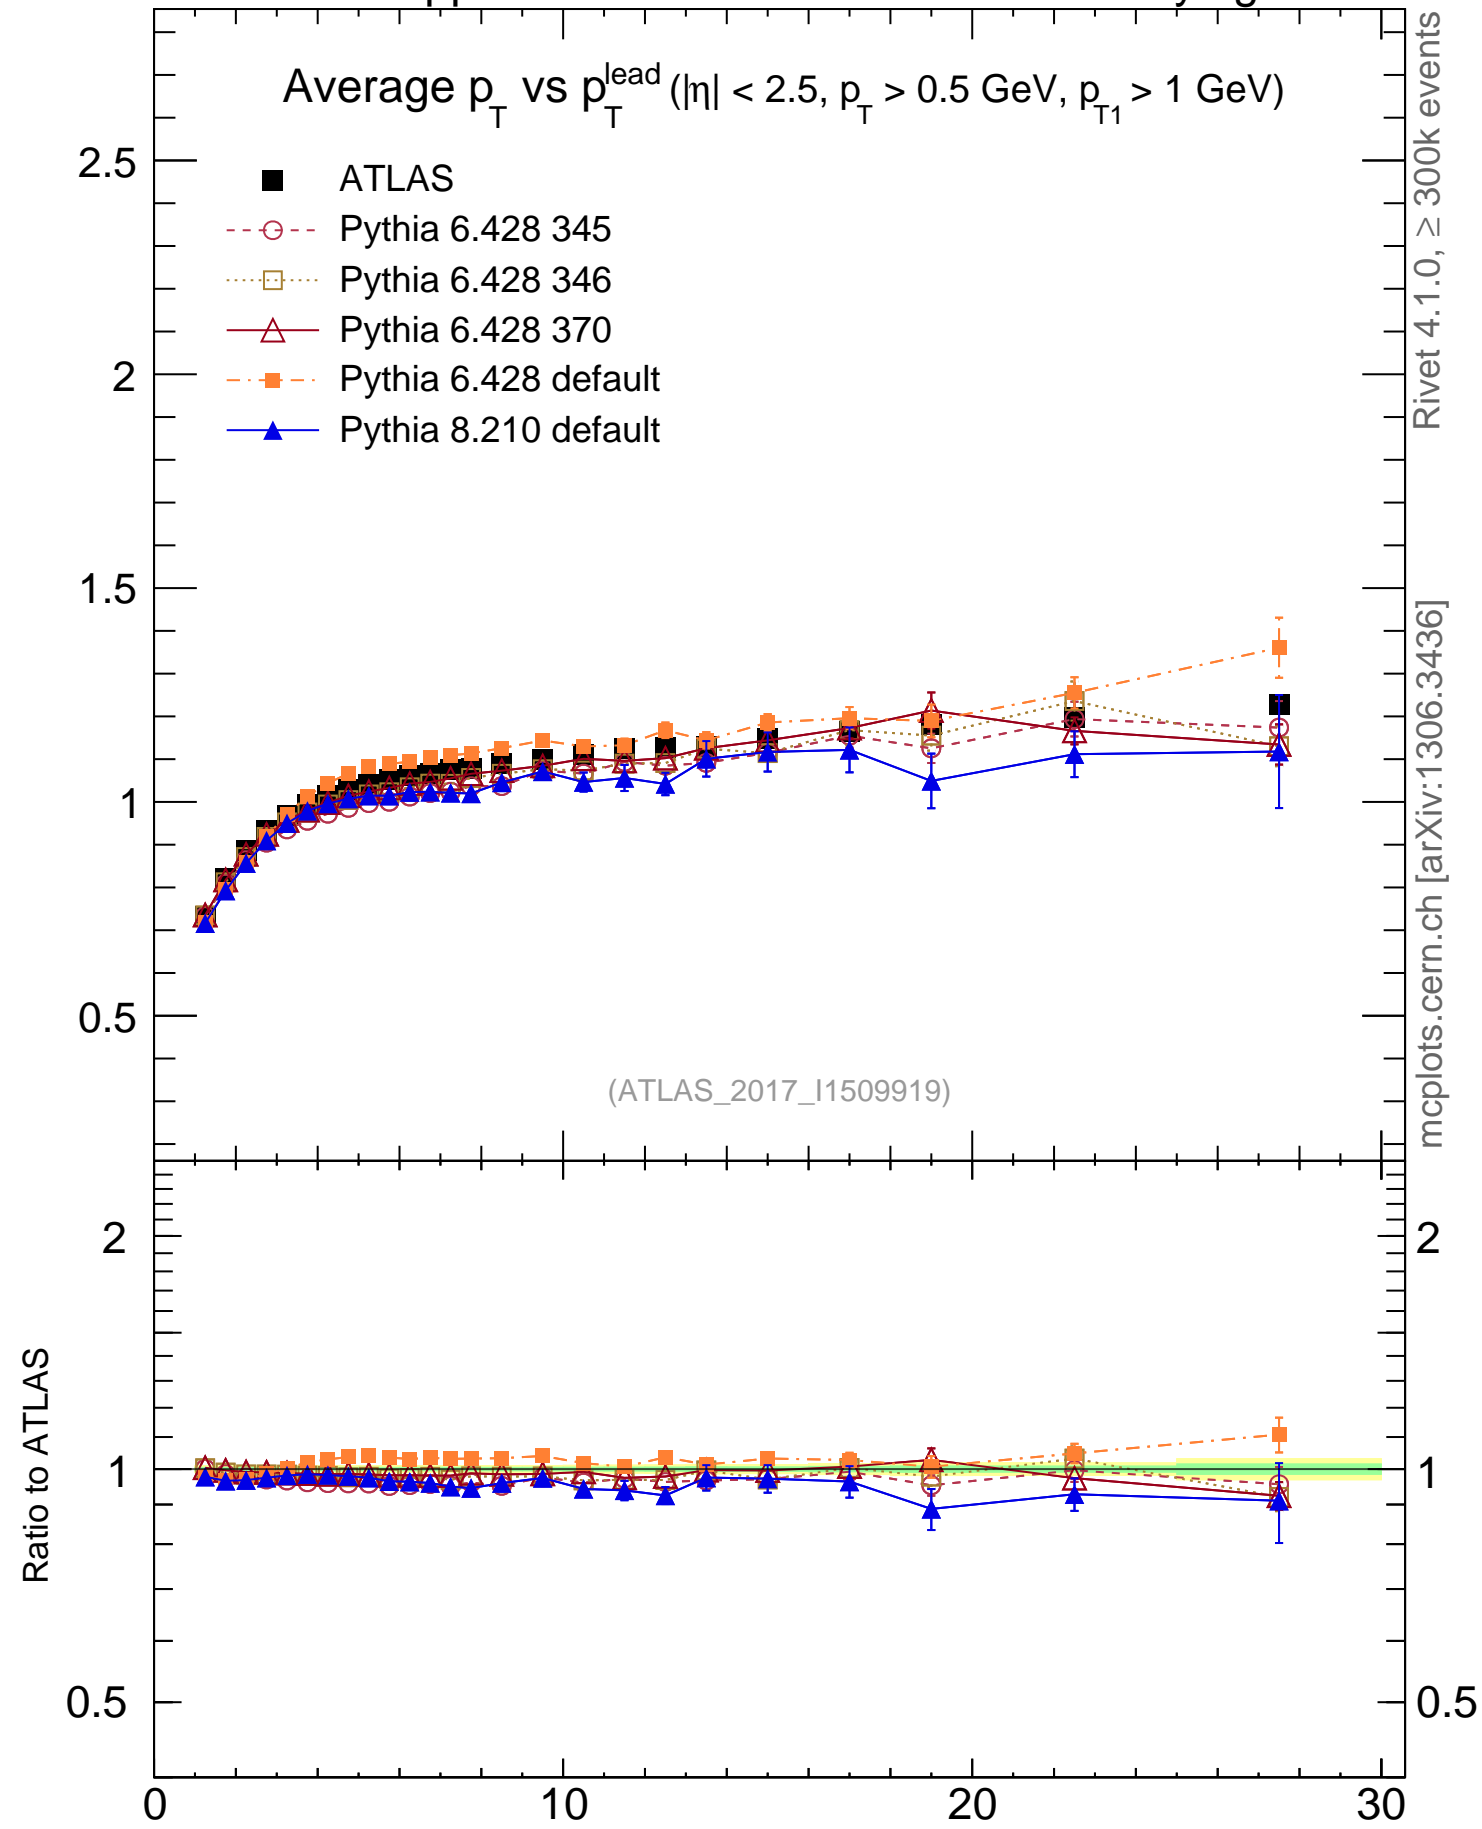 Average p_T vs p_T^lead (|η| < 2.5, p_T > 0.5 GeV, p_T1 > 1 GeV)
ATLAS
Pythia 6.428 345
Pythia 6.428 346
Pythia 6.428 370
Pythia 6.428 default
Pythia 8.210 default
2.5
2
1.5
1
0.5
(ATLAS_2017_I1509919)
Rivet 4.1.0, ≥ 300k events
mcplots.cern.ch [arXiv:1306.3436]
Ratio to ATLAS
2
1
0.5
2
1
0.5
0
10
20
30